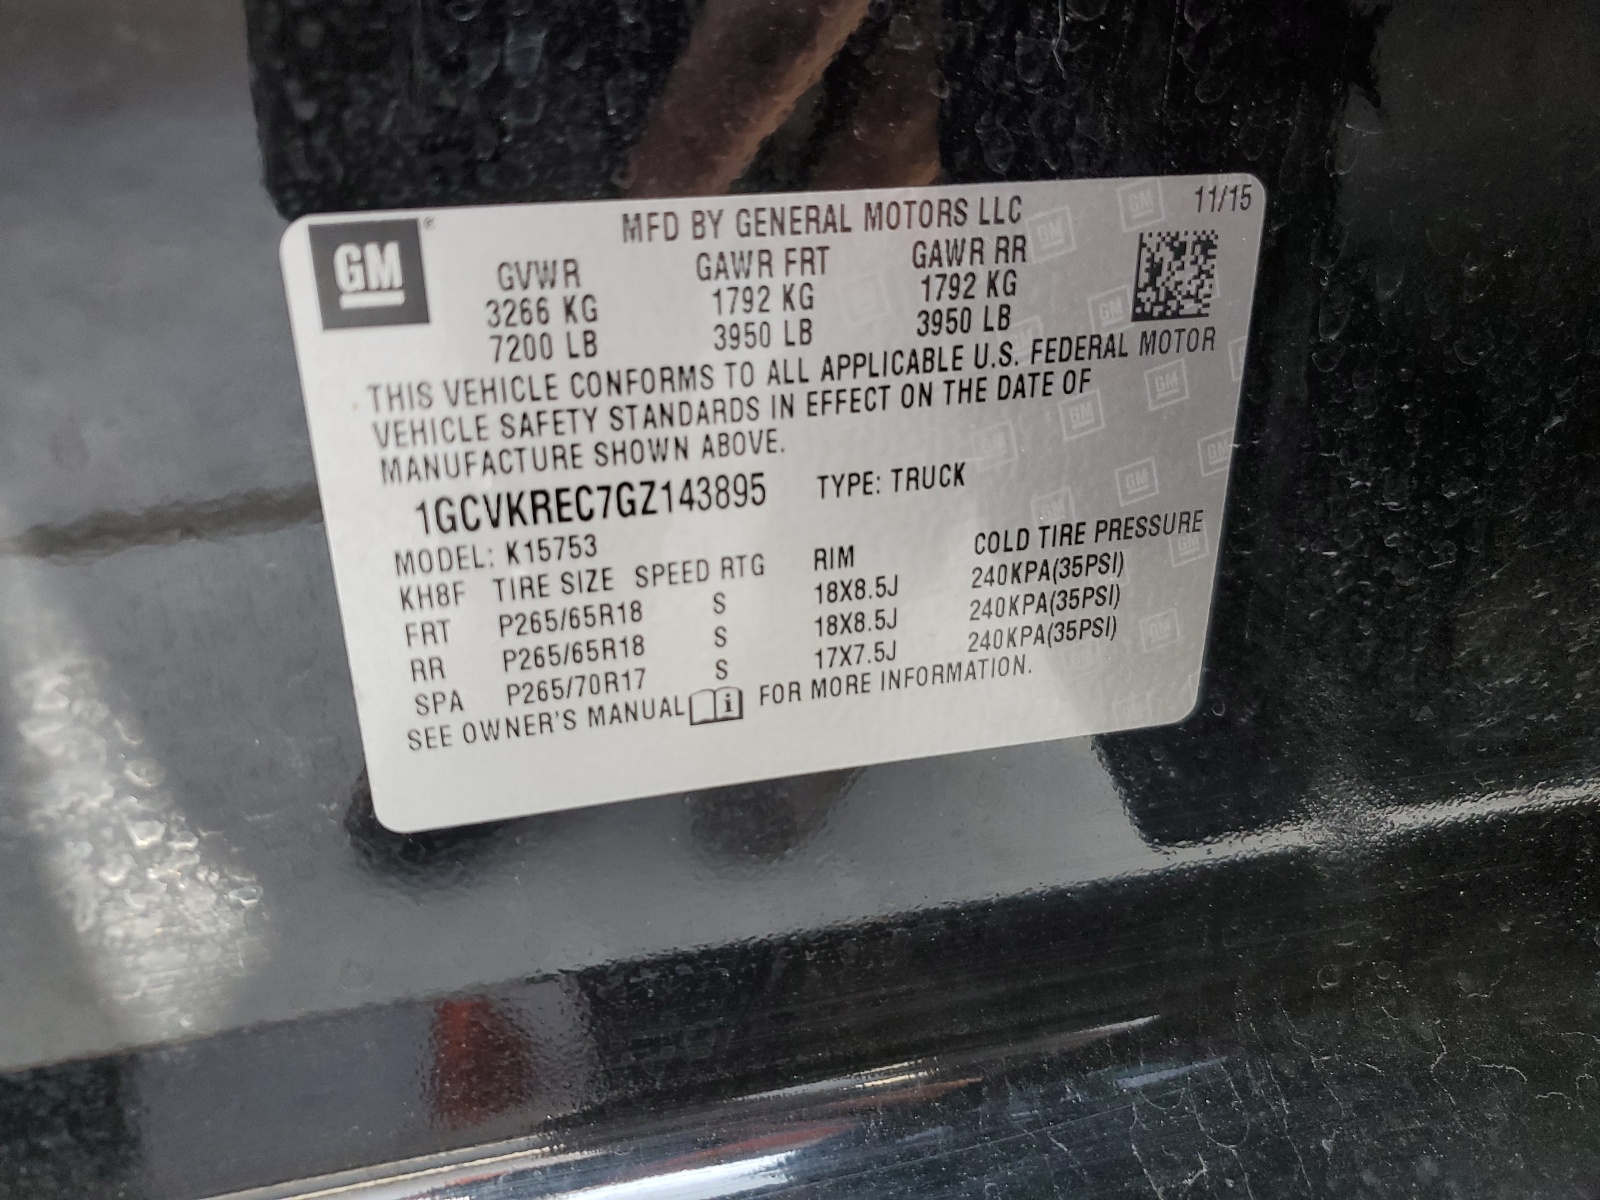 GM®
MFD BY GENERAL MOTORS LLC 11/15
GVWR GAWR FRT GAWR RR
3266 KG 1792 KG 1792 KG
7200 LB 3950 LB 3950 LB
THIS VEHICLE CONFORMS TO ALL APPLICABLE U.S. FEDERAL MOTOR
VEHICLE SAFETY STANDARDS IN EFFECT ON THE DATE OF
MANUFACTURE SHOWN ABOVE.
1GCVKREC7GZ143895 TYPE: TRUCK
MODEL: K15753
KH8F TIRE SIZE SPEED RTG RIM COLD TIRE PRESSURE
FRT P265/65R18 S 18X8.5J 240KPA(35PSI)
RR P265/65R18 S 18X8.5J 240KPA(35PSI)
SPA P265/70R17 S 17X7.5J 240KPA(35PSI)
SEE OWNER'S MANUAL FOR MORE INFORMATION.